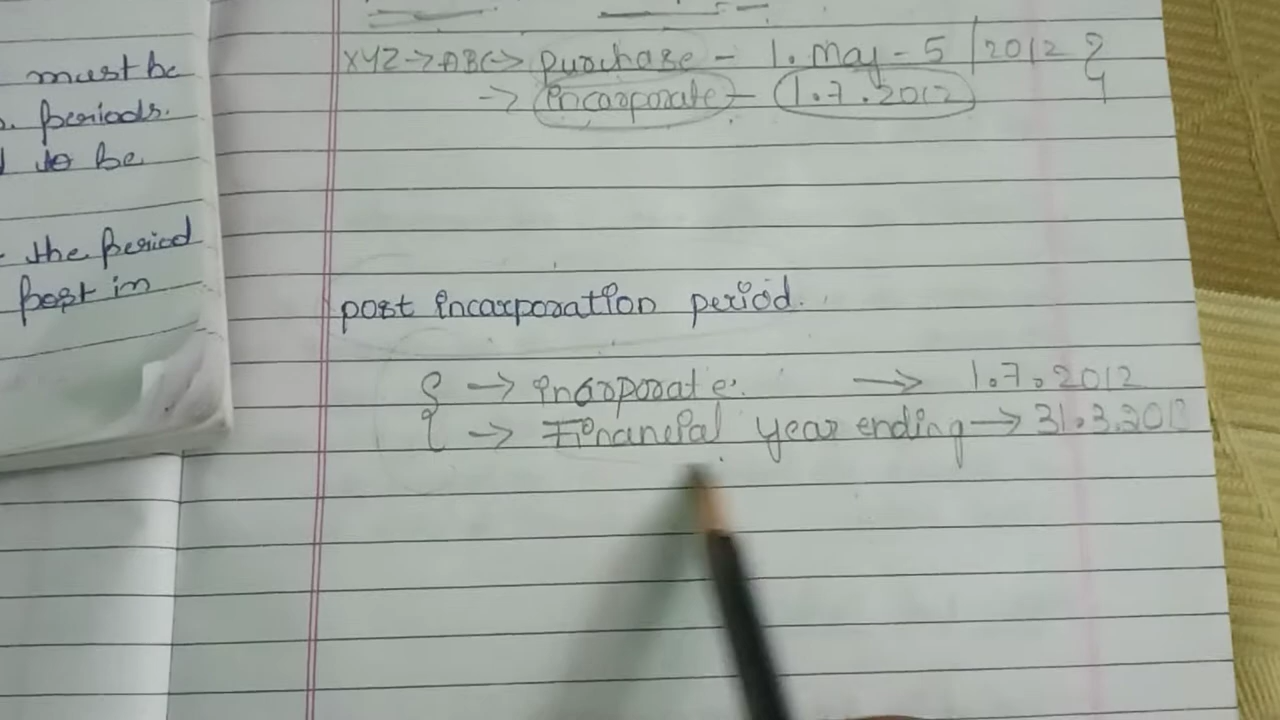 must be
periods.
to be
the period
post in
XYZ → ABC → purchase - 1. May - 5 / 2012
→ incorporate - 1.7.2012
post incorporation period.
→ incorporate. → 1.7.2012
→ Financial year ending → 31.3.201